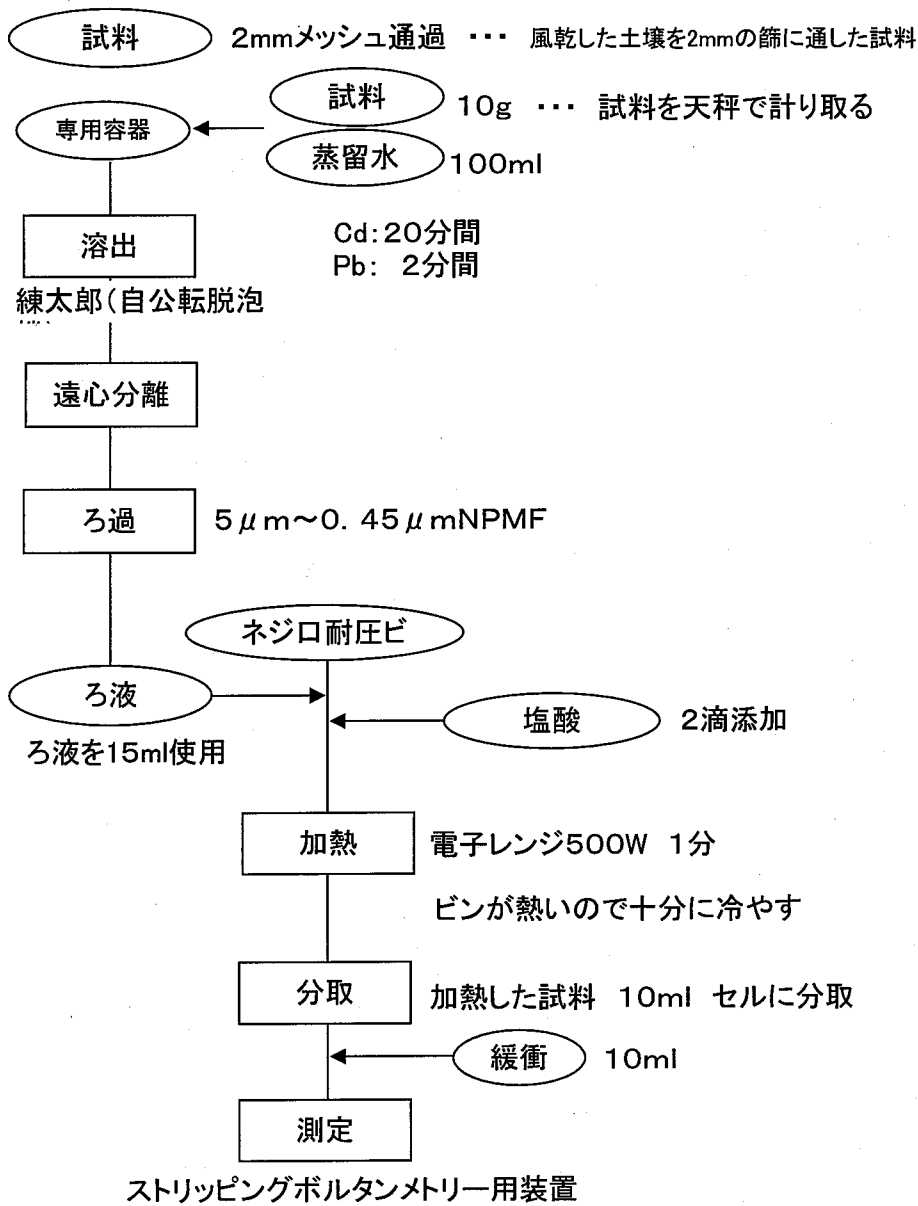 試料 2mmメッシュ通過 ・・・ 風乾した土壌を2mmの篩に通した試料
試料 10g ・・・ 試料を天秤で計り取る
専用容器
蒸留水 100ml
溶出
Cd:20分間
Pb: 2分間
練太郎(自公転脱泡
遠心分離
ろ過 5μm~0.45μmNPMF
ネジロ耐圧ビ
ろ液
塩酸 2滴添加
ろ液を15ml使用
加熱 電子レンジ500W 1分
ビンが熱いので十分に冷やす
分取 加熱した試料 10ml セルに分取
緩衝 10ml
測定
ストリッピングボルタンメトリー用装置